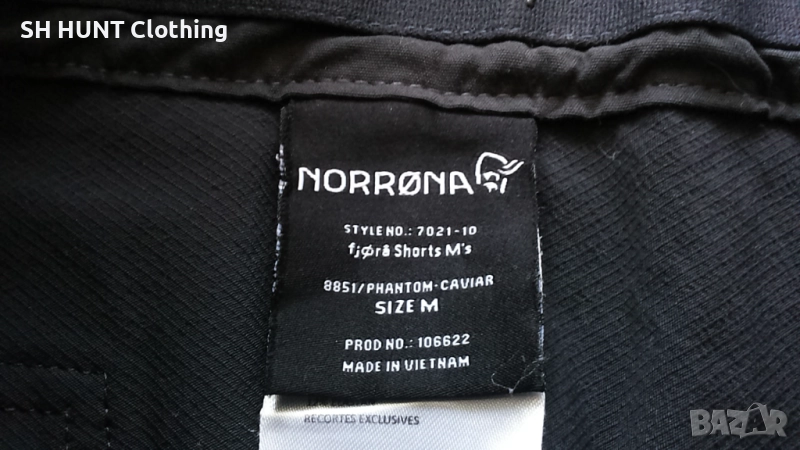 SH HUNT Clothing
NORRØNA
STYLE NO.: 7021-10
fjørå Shorts M's
8851/PHANTOM-CAVIAR
SIZE M
PROD NO.: 106622
MADE IN VIETNAM
RECORTES EXCLUSIVES
BAZAR